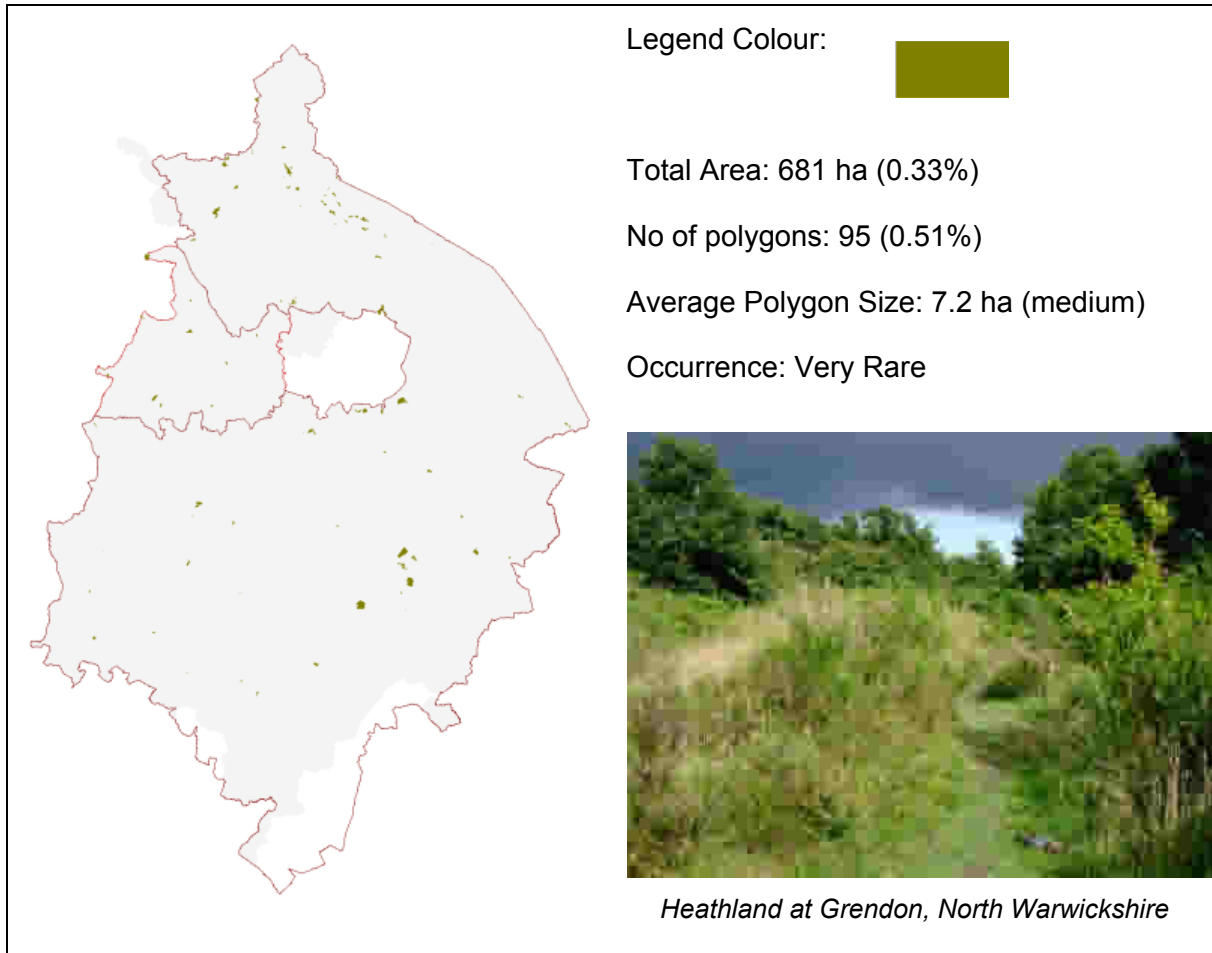 Legend Colour:
Total Area: 681 ha (0.33%)
No of polygons: 95 (0.51%)
Average Polygon Size: 7.2 ha (medium)
Occurrence: Very Rare
Heathland at Grendon, North Warwickshire